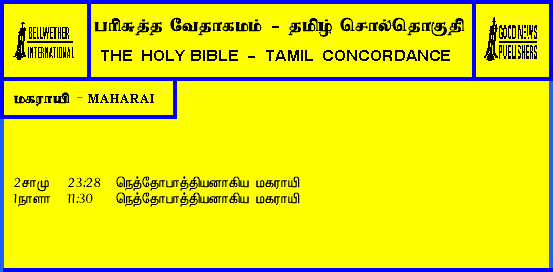 BELLWETHER
INTERNATIONAL
பரிசுத்த வேதாகமம் - தமிழ் சொல்தொகுதி
THE HOLY BIBLE - TAMIL CONCORDANCE
GOOD NEWS
PUBLISHERS
மகராயி - MAHARAI
2சாமு 23:28 நெத்தோபாத்தியனாகிய மகராயி
1நாளா 11:30 நெத்தோபாத்தியனாகிய மகராயி